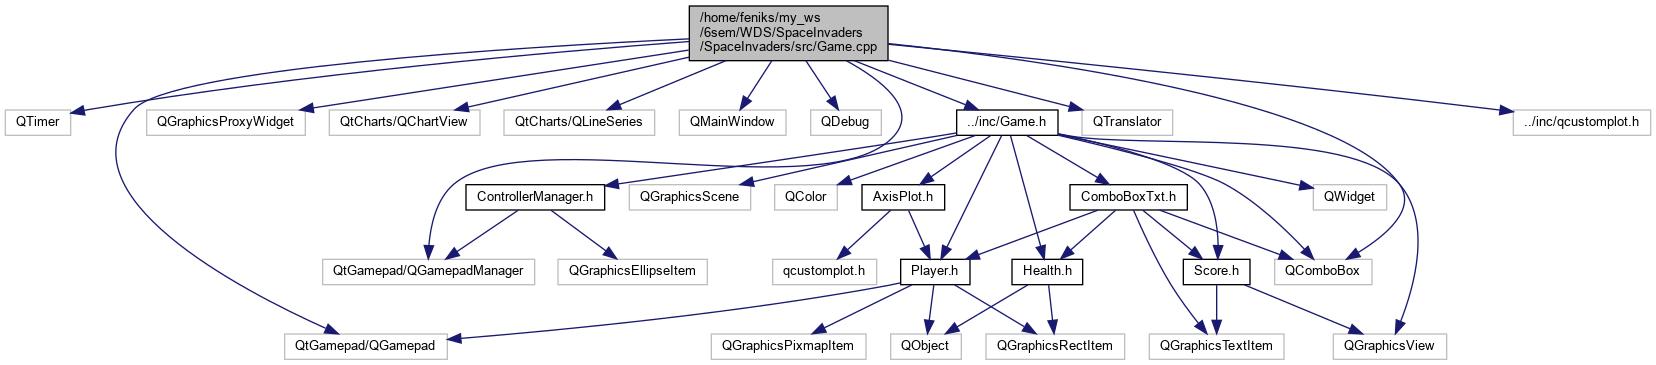 /home/feniks/my_ws
/6sem/WDS/SpaceInvaders
/SpaceInvaders/src/Game.cpp
QTimer
QGraphicsProxyWidget
QtCharts/QChartView
QtCharts/QLineSeries
QMainWindow
QDebug
../inc/Game.h
QTranslator
../inc/qcustomplot.h
ControllerManager.h
QGraphicsScene
QColor
AxisPlot.h
ComboBoxTxt.h
QWidget
QtGamepad/QGamepadManager
QGraphicsEllipseItem
qcustomplot.h
Player.h
Health.h
Score.h
QComboBox
QtGamepad/QGamepad
QGraphicsPixmapItem
QObject
QGraphicsRectItem
QGraphicsTextItem
QGraphicsView